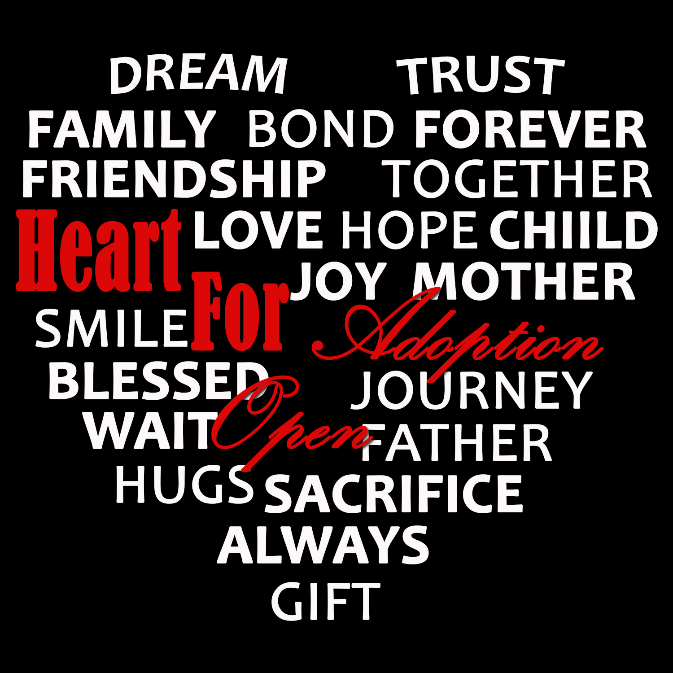 DREAM TRUST
FAMILY BOND FOREVER
FRIENDSHIP TOGETHER
Heart LOVE HOPE CHIILD
For JOY MOTHER
SMILE Adoption
BLESSED JOURNEY
Open
WAIT FATHER
HUGS SACRIFICE
ALWAYS
GIFT